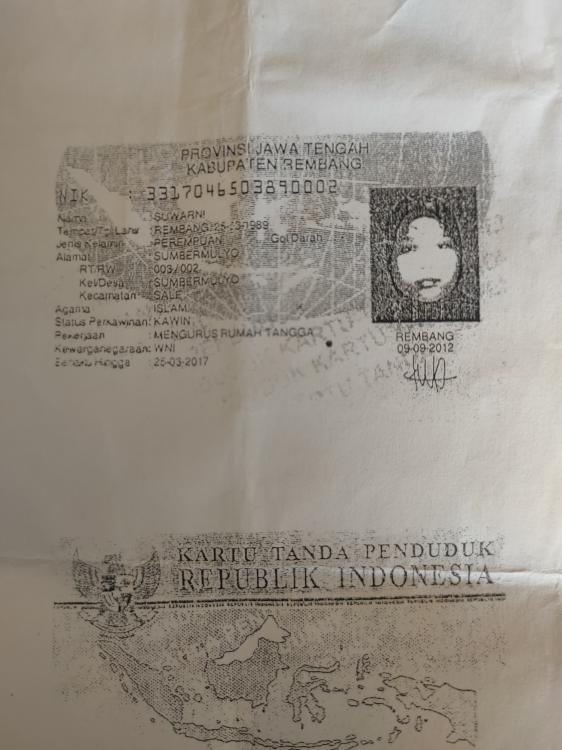 PROVINSI JAWA TENGAH
KABUPATEN REMBANG
NIK : 3317046503890002
Nama : SUWARNI
Tempat/Tgl Lahir : REMBANG, 25-03-1989
Jenis Kelamin : PEREMPUAN Gol Darah
Alamat : SUMBERMULYO
RT/RW : 003 / 002
Kel/Desa : SUMBERMULYO
Kecamatan : SALE
Agama : ISLAM
Status Perkawinan : KAWIN
Pekerjaan : MENGURUS RUMAH TANGGA
Kewarganegaraan : WNI
Berlaku Hingga : 25-03-2017
REMBANG
09-09-2012
KARTU TANDA PENDUDUK
REPUBLIK INDONESIA